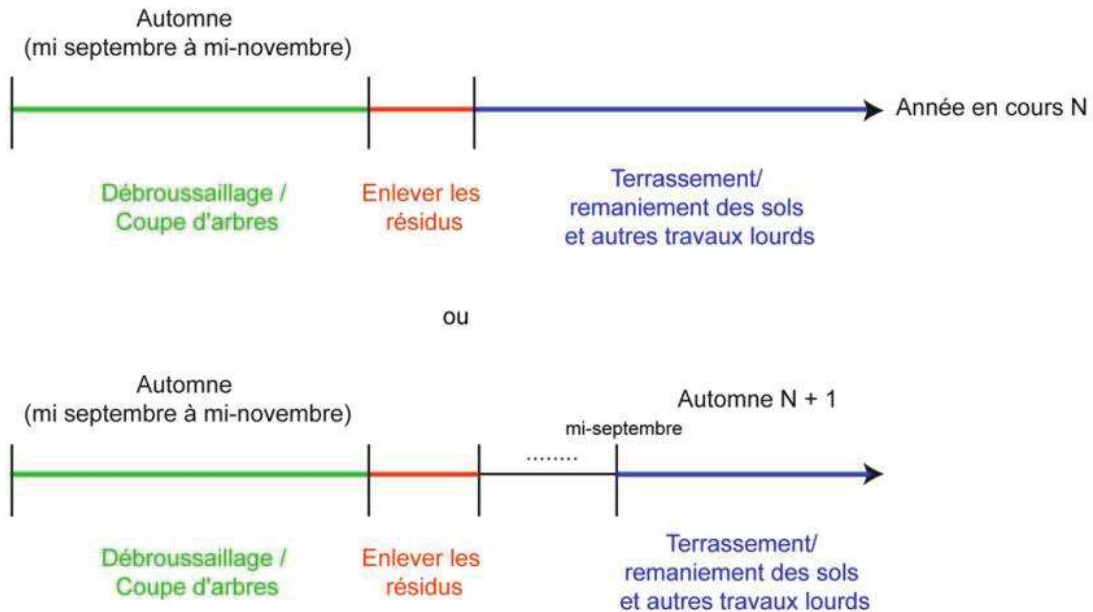 Automne
(mi septembre à mi-novembre)
Année en cours N
Débroussaillage /
Coupe d'arbres
Enlever les
résidus
Terrassement/
remaniement des sols
et autres travaux lourds
ou
Automne
(mi septembre à mi-novembre)
Automne N + 1
mi-septembre
........
Débroussaillage /
Coupe d'arbres
Enlever les
résidus
Terrassement/
remaniement des sols
et autres travaux lourds